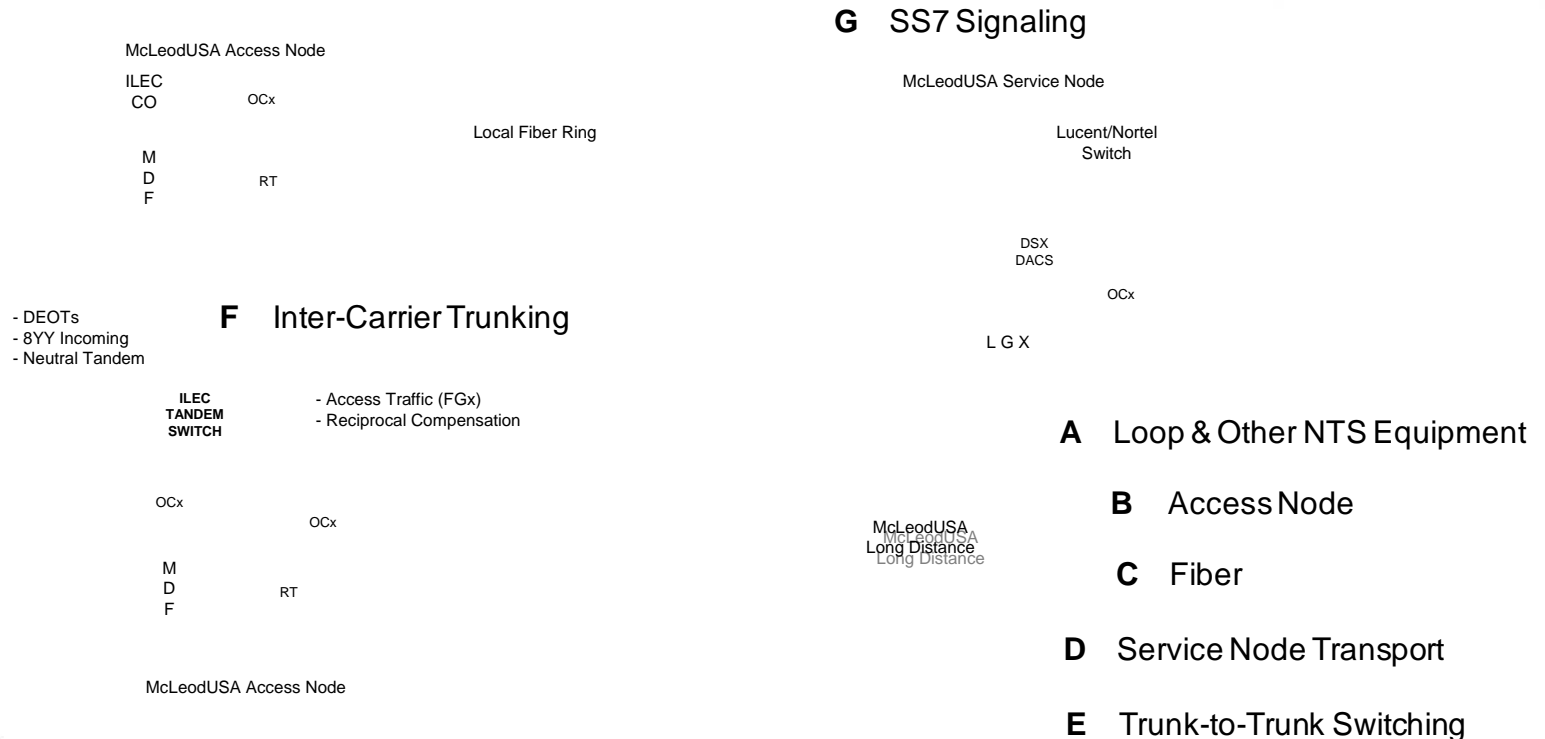 G SS7 Signaling
McLeodUSA Access Node
ILEC
CO
OCx
McLeodUSA Service Node
Local Fiber Ring
Lucent/Nortel
Switch
M
D
F
RT
DSX
DACS
OCx
- DEOTs
- 8YY Incoming
- Neutral Tandem
F Inter-Carrier Trunking
L G X
ILEC
TANDEM
SWITCH
- Access Traffic (FGx)
- Reciprocal Compensation
A Loop & Other NTS Equipment
OCx
OCx
B Access Node
McLeodUSA
Long Distance
McLeodUSA
Long Distance
M
D
F
RT
C Fiber
D Service Node Transport
McLeodUSA Access Node
E Trunk-to-Trunk Switching